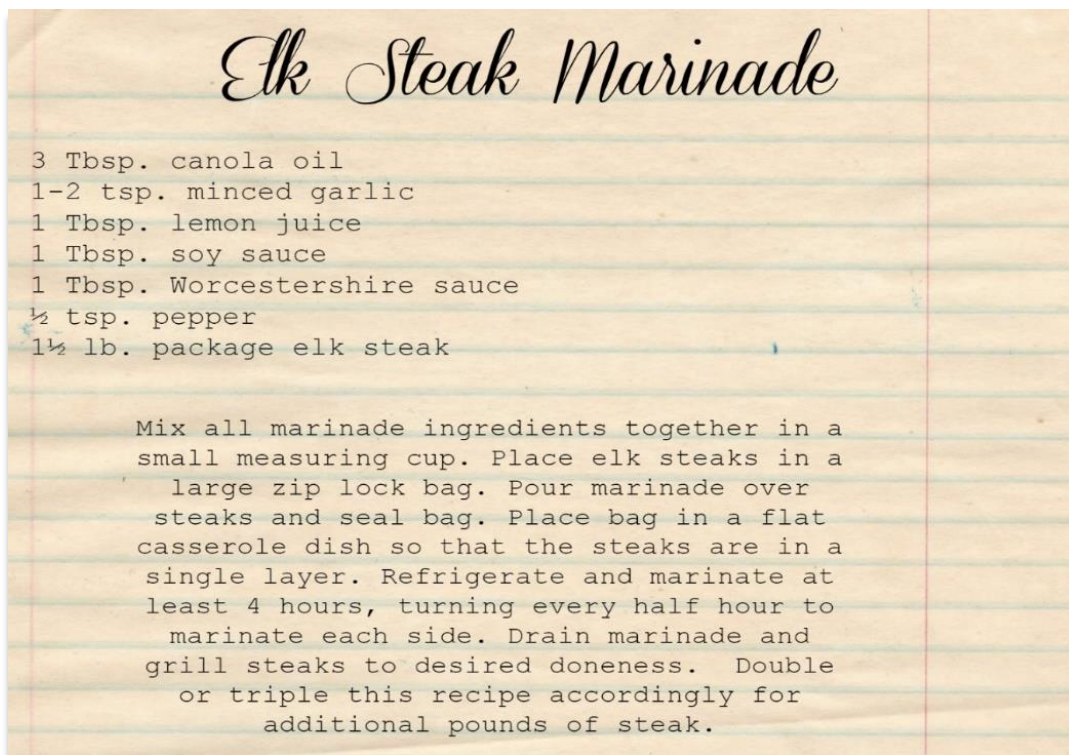 Elk Steak Marinade
3 Tbsp. canola oil
1-2 tsp. minced garlic
1 Tbsp. lemon juice
1 Tbsp. soy sauce
1 Tbsp. Worcestershire sauce
½ tsp. pepper
1½ lb. package elk steak
Mix all marinade ingredients together in a
small measuring cup. Place elk steaks in a
large zip lock bag. Pour marinade over
steaks and seal bag. Place bag in a flat
casserole dish so that the steaks are in a
single layer. Refrigerate and marinate at
least 4 hours, turning every half hour to
marinate each side. Drain marinade and
grill steaks to desired doneness.  Double
or triple this recipe accordingly for
additional pounds of steak.